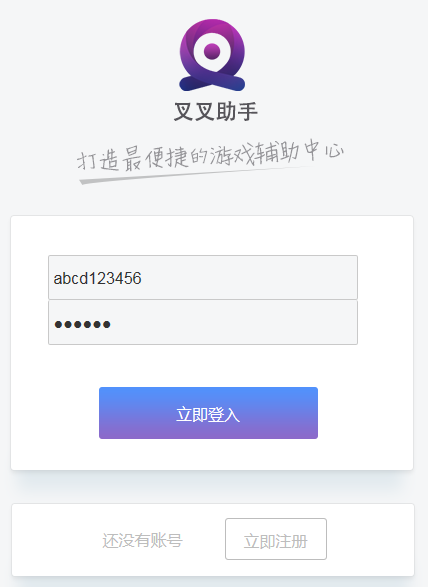 叉叉助手
打造最便捷的游戏辅助中心
abcd123456
●●●●●●
立即登入
还没有账号
立即注册